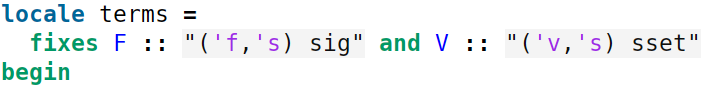 locale terms =
fixes F :: "('f,'s) sig" and V :: "('v,'s) sset"
begin